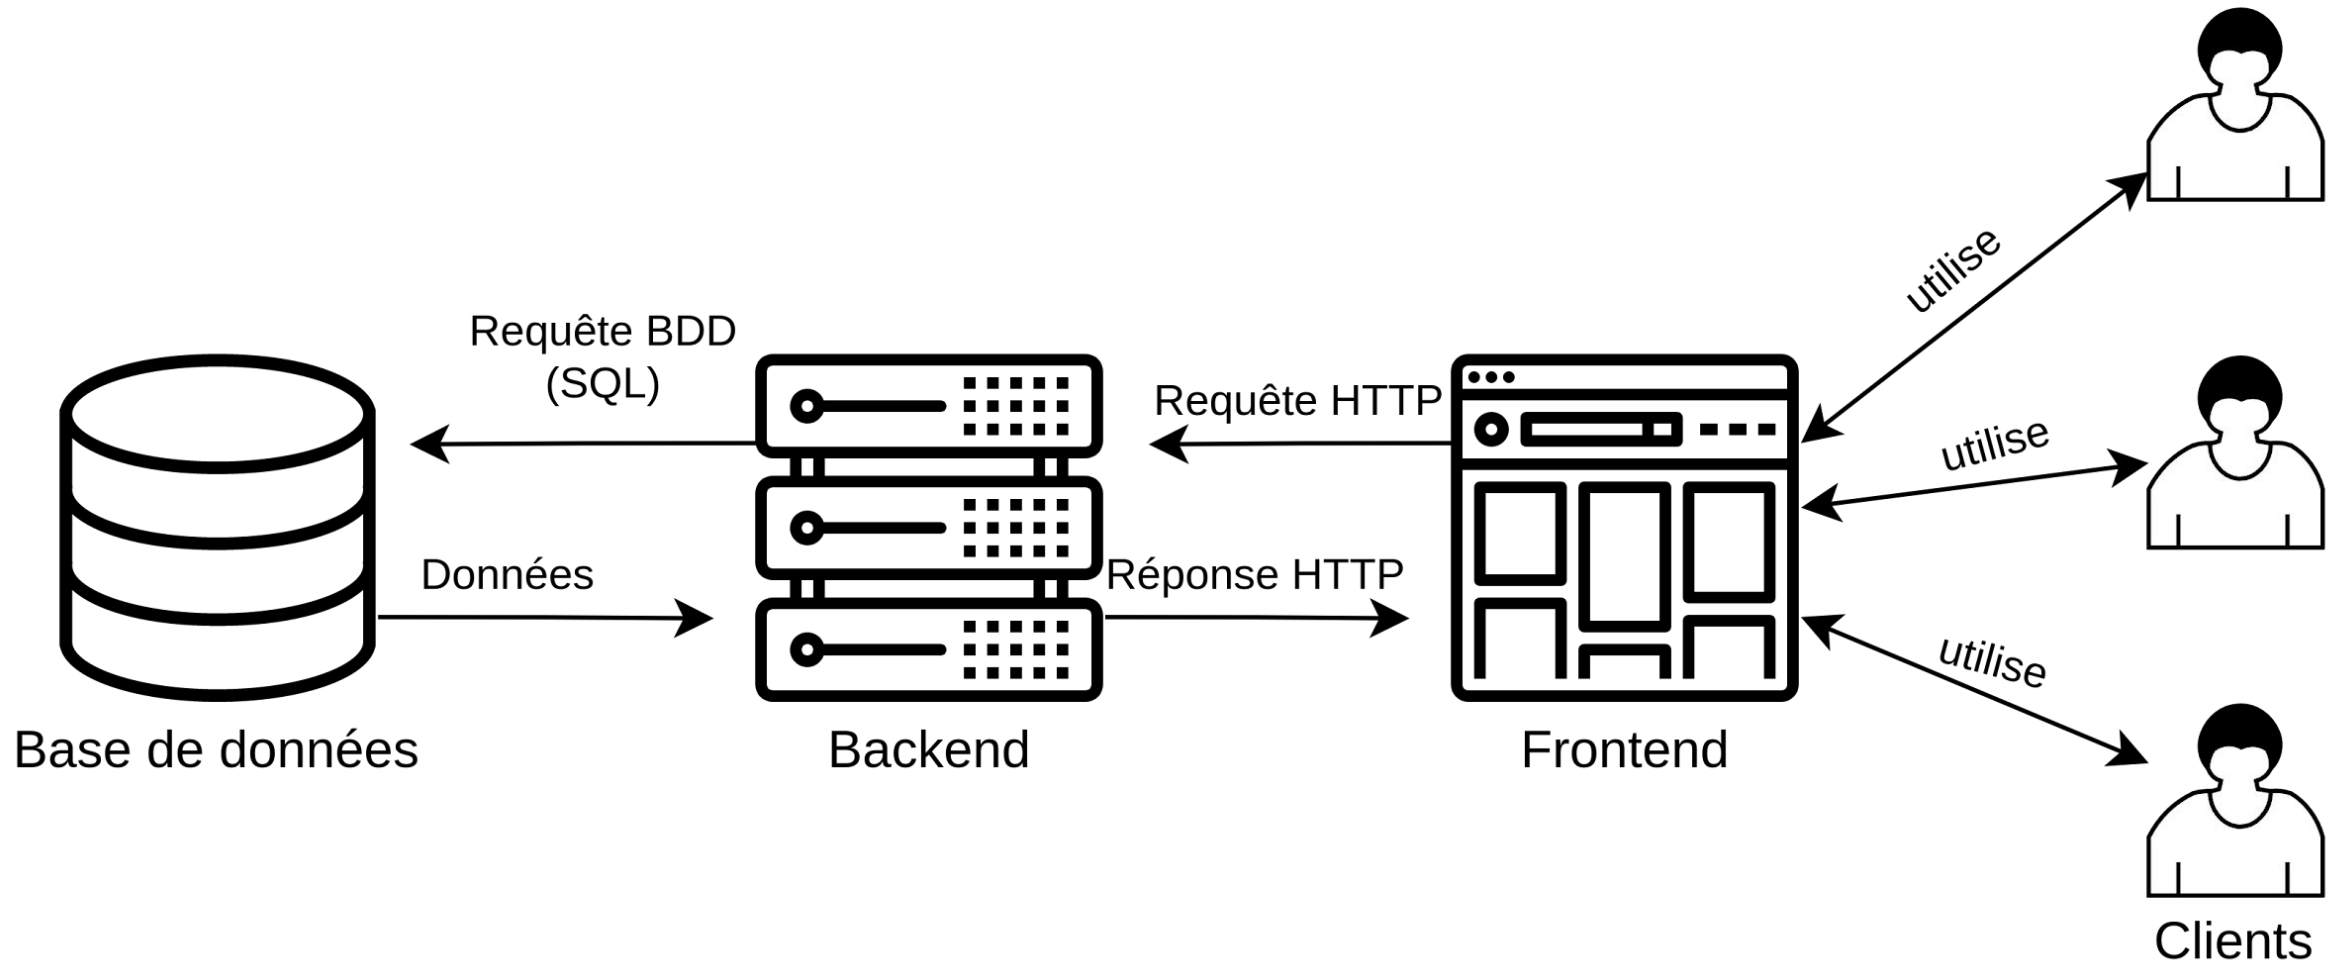 utilise
Requête BDD
(SQL)
Requête HTTP
utilise
Données
Réponse HTTP
utilise
Base de données
Backend
Frontend
Clients